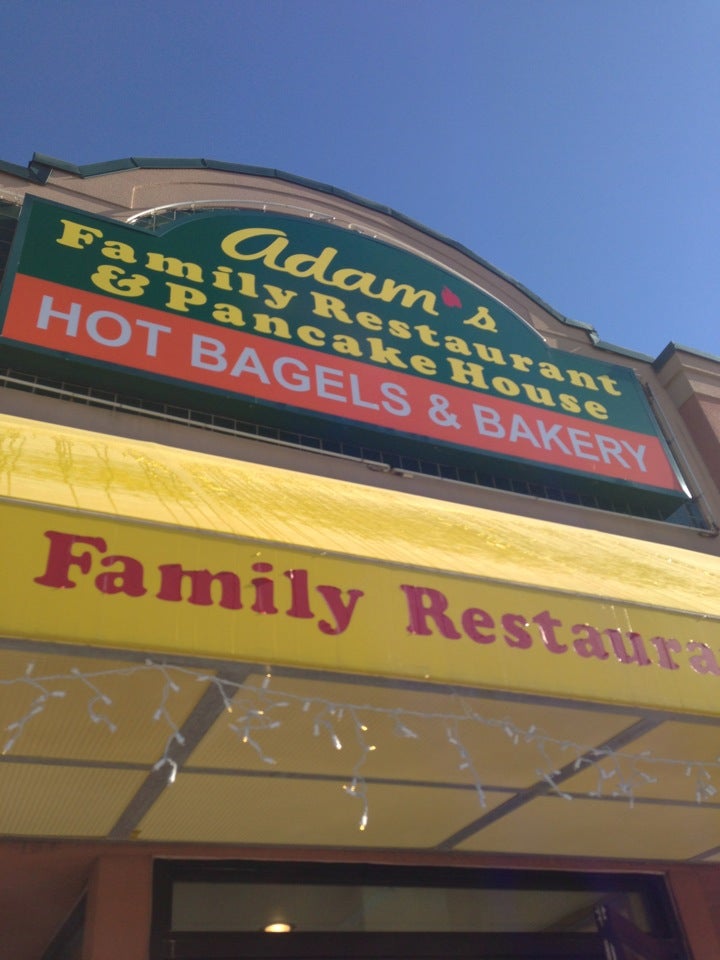 Adam's
Family Restaurant
& Pancake House
HOT BAGELS & BAKERY
Family Restaura